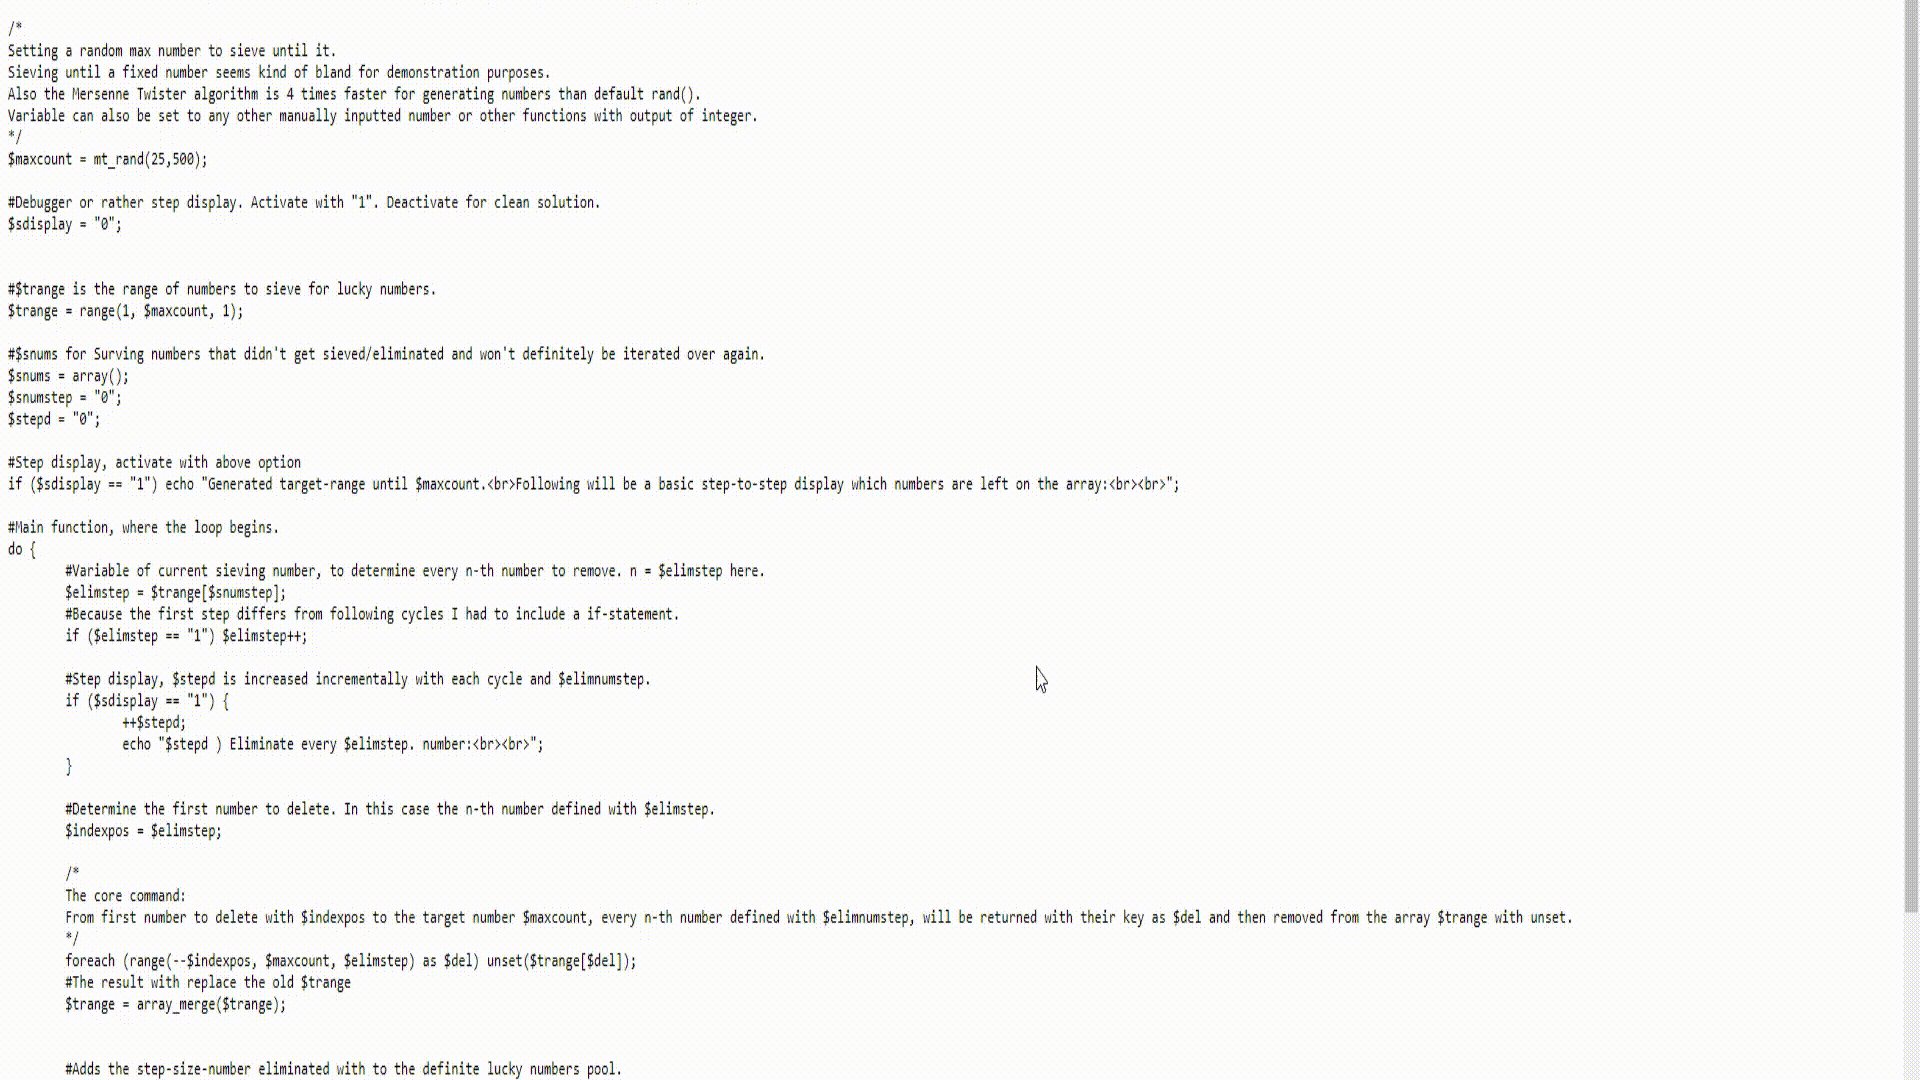 /*
Setting a random max number to sieve until it.
Sieving until a fixed number seems kind of bland for demonstration purposes.
Also the Mersenne Twister algorithm is 4 times faster for generating numbers than default rand().
Variable can also be set to any other manually inputted number or other functions with output of integer.
*/
$maxcount = mt_rand(25,500);
#Debugger or rather step display. Activate with "1". Deactivate for clean solution.
$sdisplay = "0";
#$trange is the range of numbers to sieve for lucky numbers.
$trange = range(1, $maxcount, 1);
#$snums for Surving numbers that didn't get sieved/eliminated and won't definitely be iterated over again.
$snums = array();
$snumstep = "0";
$stepd = "0";
#Step display, activate with above option
if ($sdisplay == "1") echo "Generated target-range until $maxcount.<br>Following will be a basic step-to-step display which numbers are left on the array:<br><br>";
#Main function, where the loop begins.
do {
#Variable of current sieving number, to determine every n-th number to remove. n = $elimstep here.
$elimstep = $trange[$snumstep];
#Because the first step differs from following cycles I had to include a if-statement.
if ($elimstep == "1") $elimstep++;
#Step display, $stepd is increased incrementally with each cycle and $elimnumstep.
if ($sdisplay == "1") {
++$stepd;
echo "$stepd ) Eliminate every $elimstep. number:<br><br>";
}
#Determine the first number to delete. In this case the n-th number defined with $elimstep.
$indexpos = $elimstep;
/*
The core command:
From first number to delete with $indexpos to the target number $maxcount, every n-th number defined with $elimnumstep, will be returned with their key as $del and then removed from the array $trange with unset.
*/
foreach (range(--$indexpos, $maxcount, $elimstep) as $del) unset($trange[$del]);
#The result with replace the old $trange
$trange = array_merge($trange);
#Adds the step-size-number eliminated with to the definite lucky numbers pool.